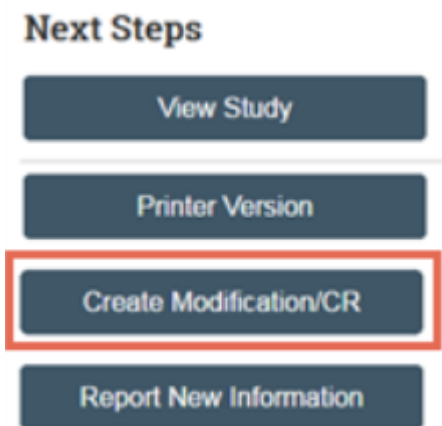 Next Steps
View Study
Printer Version
Create Modification/CR
Report New Information